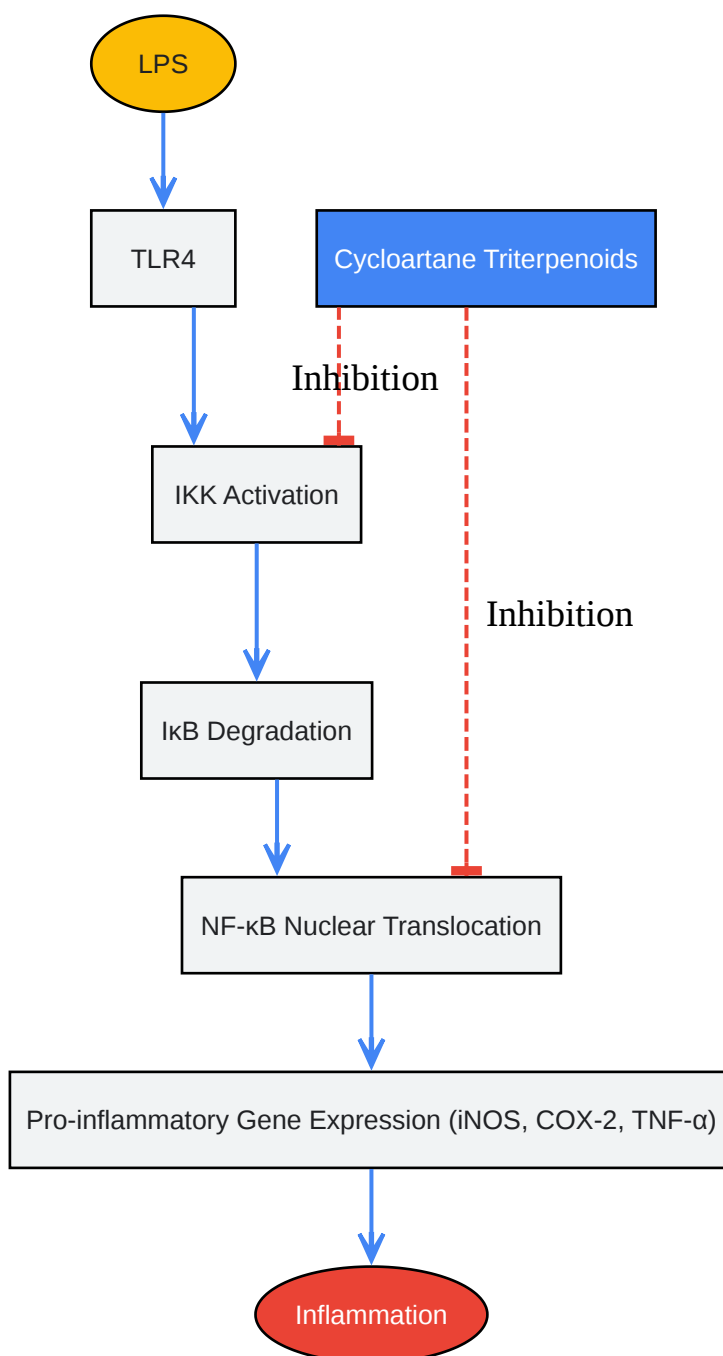 LPS
TLR4
Cycloartane Triterpenoids
Inhibition
IKK Activation
Inhibition
IκB Degradation
NF-κB Nuclear Translocation
Pro-inflammatory Gene Expression (iNOS, COX-2, TNF-α)
Inflammation